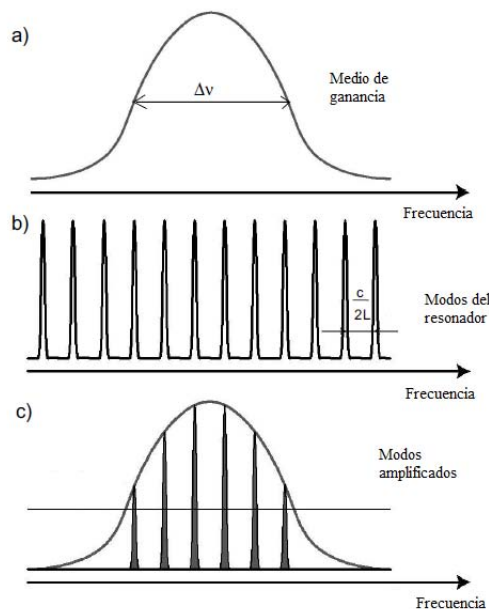 a)
Δν
Medio de
ganancia
Frecuencia
b)
c
2L
Modos del
resonador
Frecuencia
c)
Modos
amplificados
Frecuencia